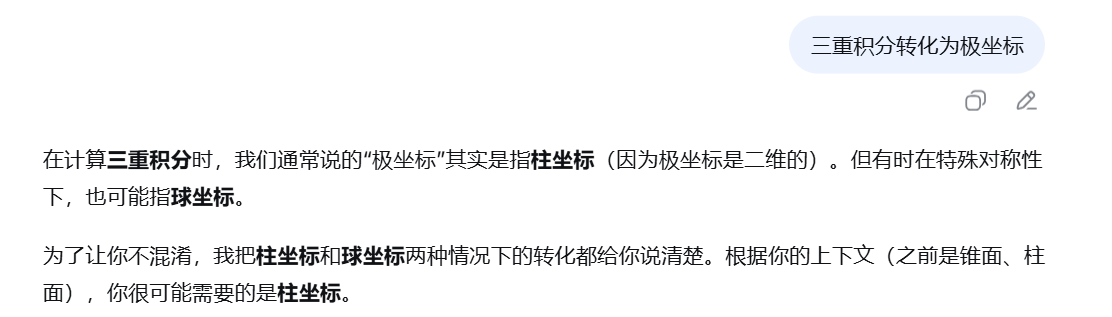 三重积分转化为极坐标
在计算三重积分时，我们通常说的“极坐标”其实是指柱坐标（因为极坐标是二维的）。但有时在特殊对称性
下，也可能指球坐标。
为了让你不混淆，我把柱坐标和球坐标两种情况下的转化都给你说清楚。根据你的上下文（之前是锥面、柱
面），你很可能需要的是柱坐标。